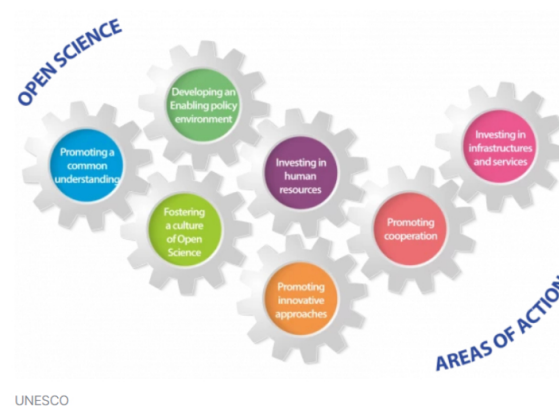 OPEN SCIENCE
Developing an
Enabling policy
environment
Promoting a
common
understanding
Investing in
human
resources
Investing in
infrastructures
and services
Fostering
a culture
of Open
Science
Promoting
cooperation
Promoting
innovative
approaches
AREAS OF ACTION
UNESCO